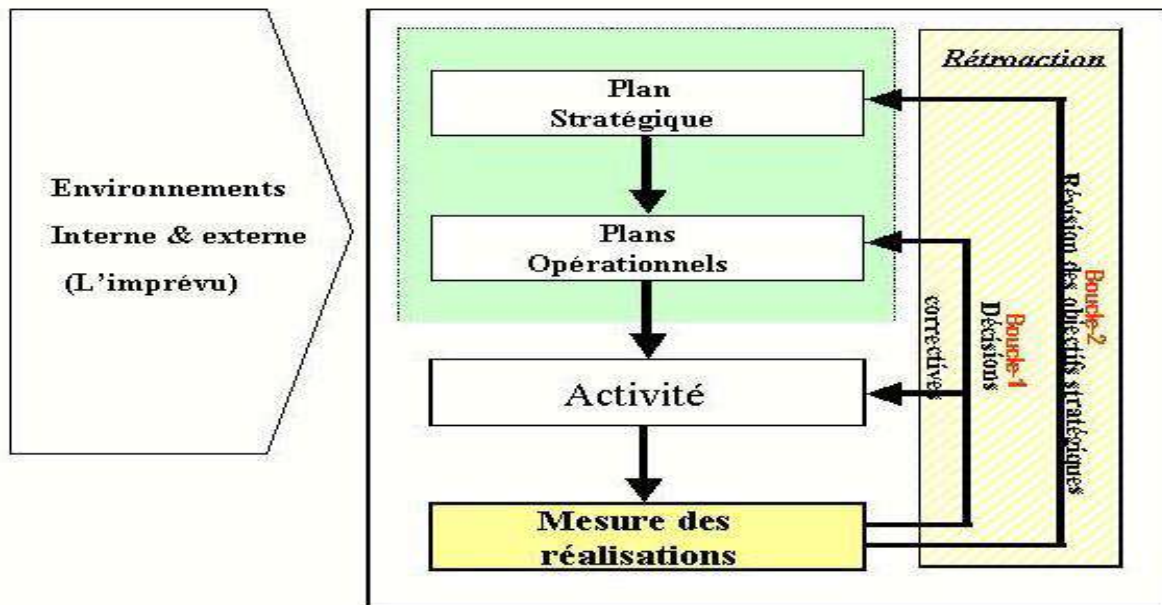 Environnements
Interne & externe
(L'imprévu)
Plan
Stratégique
Plans
Opérationnels
Activité
Mesure des
réalisations
Rétroaction
Boucle-1
Décisions
correctives
Boucle-2
Révision des objectifs stratégiques